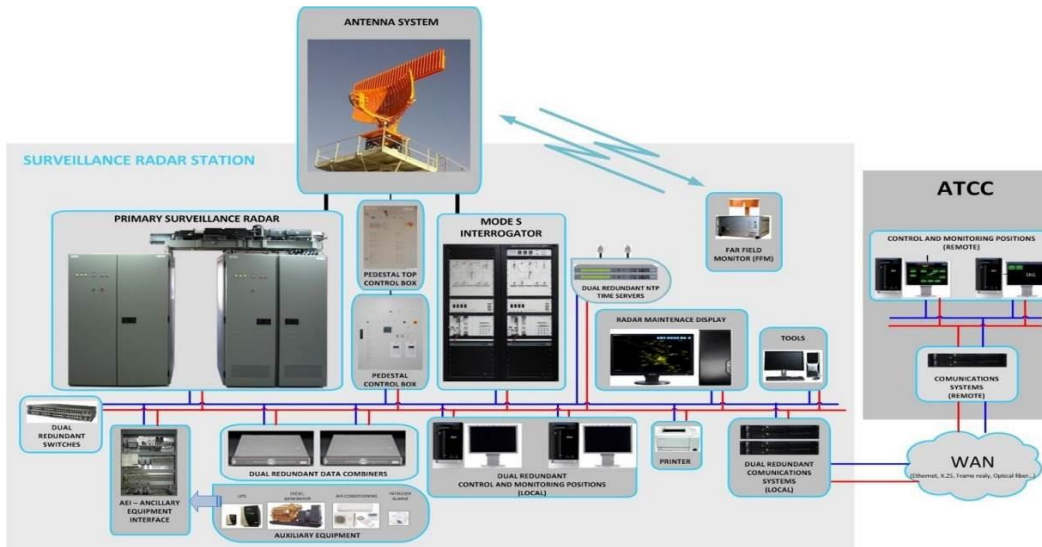 ANTENNA SYSTEM
SURVEILLANCE RADAR STATION
PRIMARY SURVEILLANCE RADAR
PEDESTAL TOP
CONTROL BOX
PEDESTAL
CONTROL BOX
MODE S
INTERROGATOR
DUAL REDUNDANT NTP
TIME SERVERS
FAR FIELD
MONITOR (FFM)
RADAR MAINTENACE DISPLAY
TOOLS
ATCC
CONTROL AND MONITORING POSITIONS
(REMOTE)
COMUNICATIONS
SYSTEMS
(REMOTE)
DUAL
REDUNDANT
SWITCHES
AEI – ANCILLARY
EQUIPMENT
INTERFACE
DUAL REDUNDANT DATA COMBINERS
UPS
DIESEL
GENERATOR
AIR CONDITIONING
INTRUDER
ALARM
AUXILIARY EQUIPMENT
DUAL REDUNDANT
CONTROL AND MONITORING POSITIONS
(LOCAL)
PRINTER
DUAL REDUNDANT
COMUNICATIONS
SYSTEMS
(LOCAL)
WAN
(Ethernet, X.25, Frame realy, Optical fiber...)